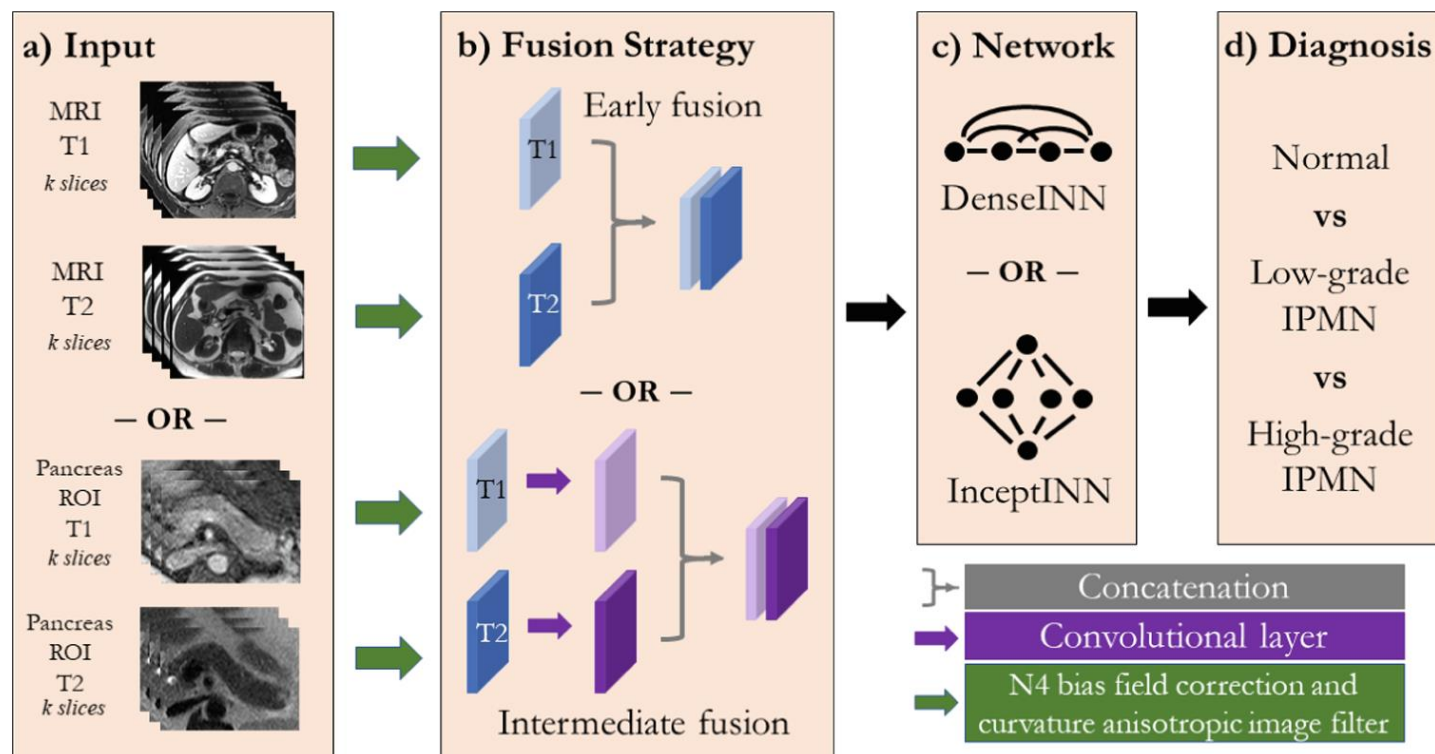 a) Input
MRI
T1
k slices
MRI
T2
k slices
– OR –
Pancreas
ROI
T1
k slices
Pancreas
ROI
T2
k slices
b) Fusion Strategy
Early fusion
T1
T2
– OR –
T1
T2
Intermediate fusion
c) Network
DenseINN
– OR –
InceptINN
d) Diagnosis
Normal
vs
Low-grade
IPMN
vs
High-grade
IPMN
Concatenation
Convolutional layer
N4 bias field correction and
curvature anisotropic image filter